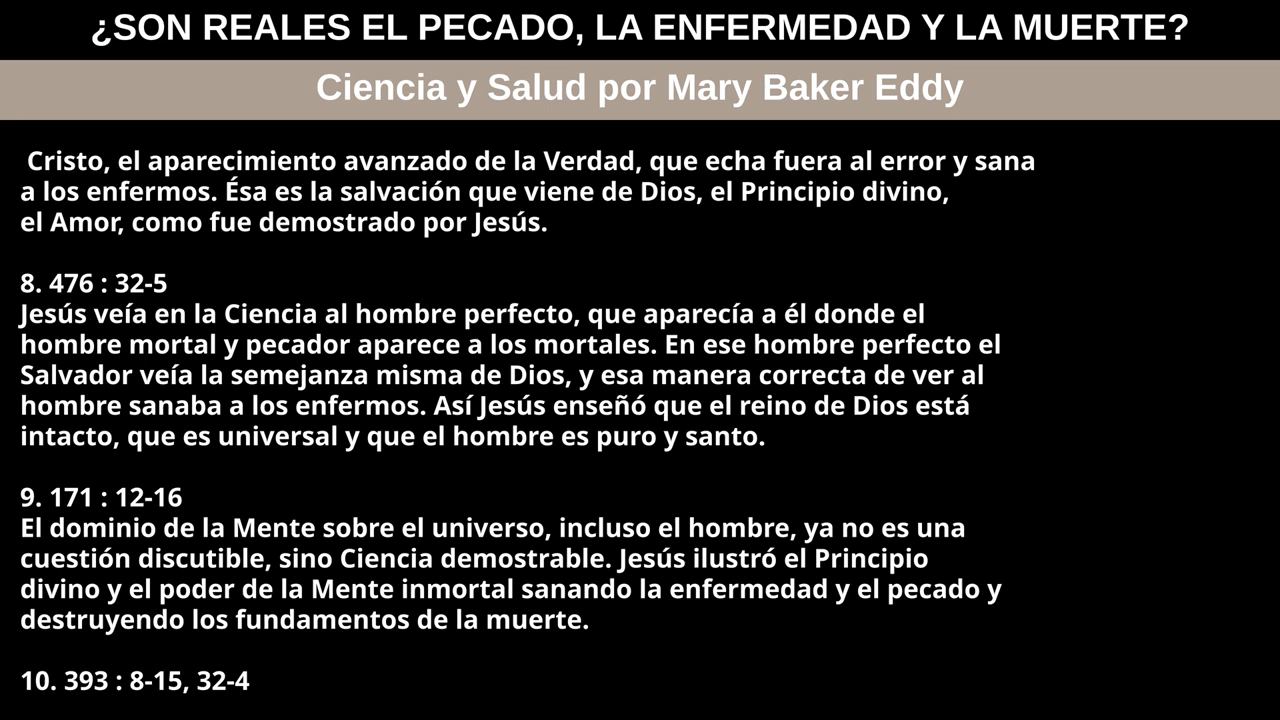 ¿SON REALES EL PECADO, LA ENFERMEDAD Y LA MUERTE?
Ciencia y Salud por Mary Baker Eddy
Cristo, el aparecimiento avanzado de la Verdad, que echa fuera al error y sana
a los enfermos. Ésa es la salvación que viene de Dios, el Principio divino,
el Amor, como fue demostrado por Jesús.
8. 476 : 32-5
Jesús veía en la Ciencia al hombre perfecto, que aparecía a él donde el
hombre mortal y pecador aparece a los mortales. En ese hombre perfecto el
Salvador veía la semejanza misma de Dios, y esa manera correcta de ver al
hombre sanaba a los enfermos. Así Jesús enseñó que el reino de Dios está
intacto, que es universal y que el hombre es puro y santo.
9. 171 : 12-16
El dominio de la Mente sobre el universo, incluso el hombre, ya no es una
cuestión discutible, sino Ciencia demostrable. Jesús ilustró el Principio
divino y el poder de la Mente inmortal sanando la enfermedad y el pecado y
destruyendo los fundamentos de la muerte.
10. 393 : 8-15, 32-4